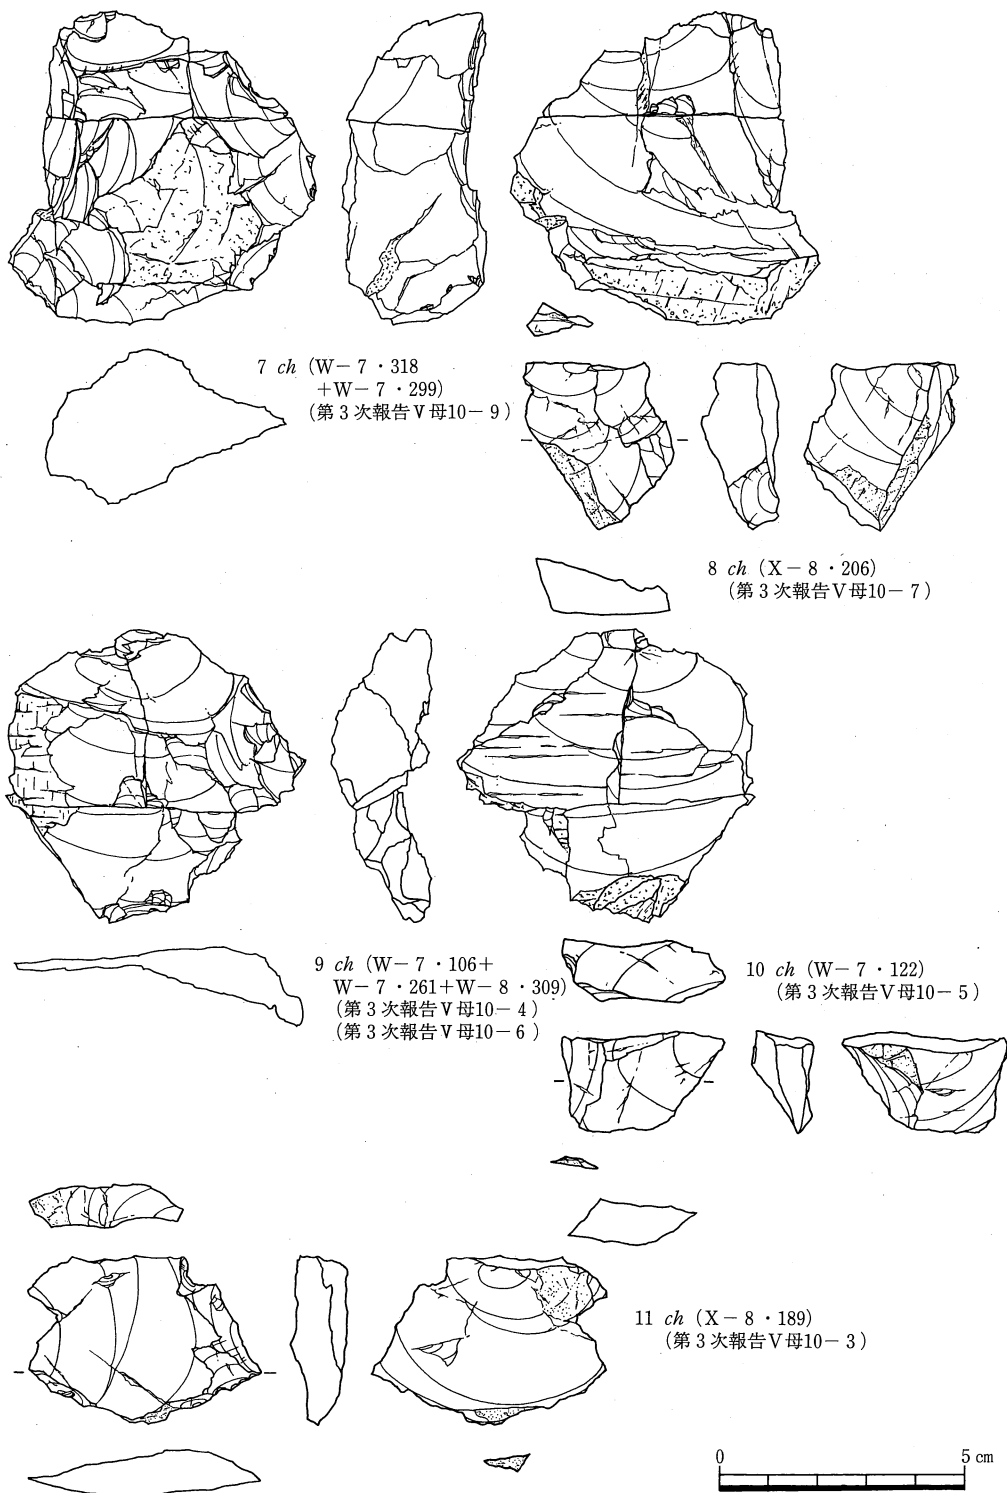 7 ch (W－7・318
＋W－7・299)
(第3次報告Ⅴ母10－9)
8 ch (X－8・206)
(第3次報告Ⅴ母10－7)
9 ch (W－7・106＋
W－7・261＋W－8・309)
(第3次報告Ⅴ母10－4)
(第3次報告Ⅴ母10－6)
10 ch (W－7・122)
(第3次報告Ⅴ母10－5)
11 ch (X－8・189)
(第3次報告Ⅴ母10－3)
0 5 cm